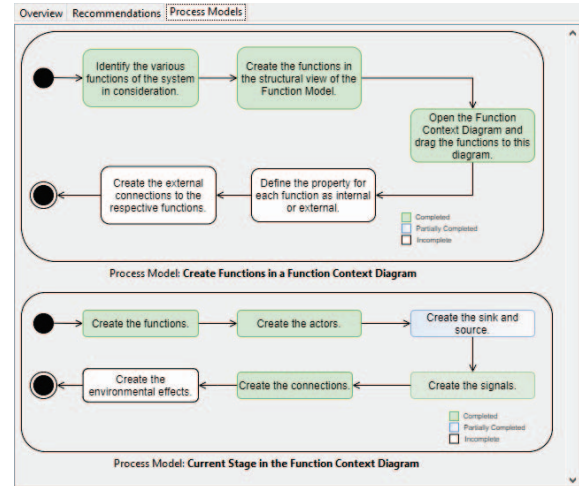 Overview Recommendations Process Models
Identify the various
functions of the system
in consideration.
Create the functions in
the structural view of the
Function Model.
Open the Function
Context Diagram and
drag the functions to this
diagram.
Define the property for
each function as internal
or external.
Create the external
connections to the
respective functions.
Completed
Partially Completed
Incomplete
Process Model: Create Functions in a Function Context Diagram
Create the functions.
Create the actors.
Create the sink and
source.
Create the signals.
Create the connections.
Create the
environmental effects.
Completed
Partially Completed
Incomplete
Process Model: Current Stage in the Function Context Diagram